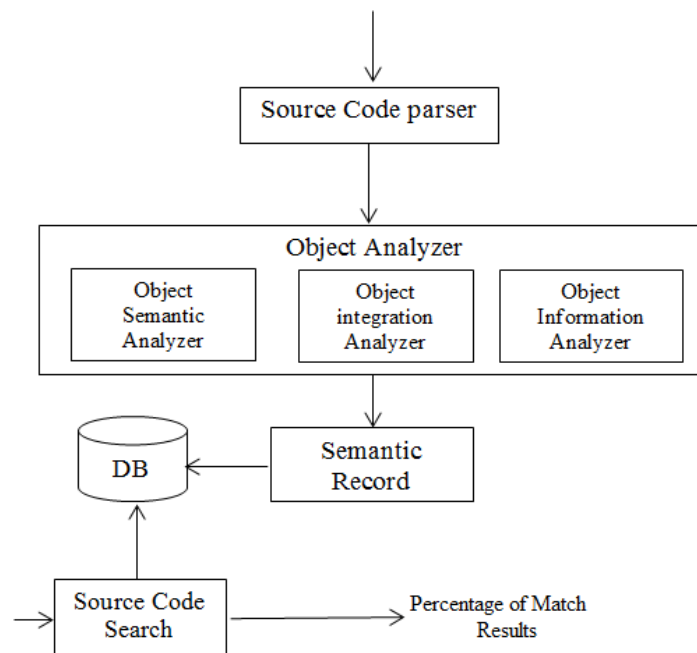 Source Code parser
Object Analyzer
Object
Semantic
Analyzer
Object
integration
Analyzer
Object
Information
Analyzer
DB
Semantic
Record
Source Code
Search
Percentage of Match
Results